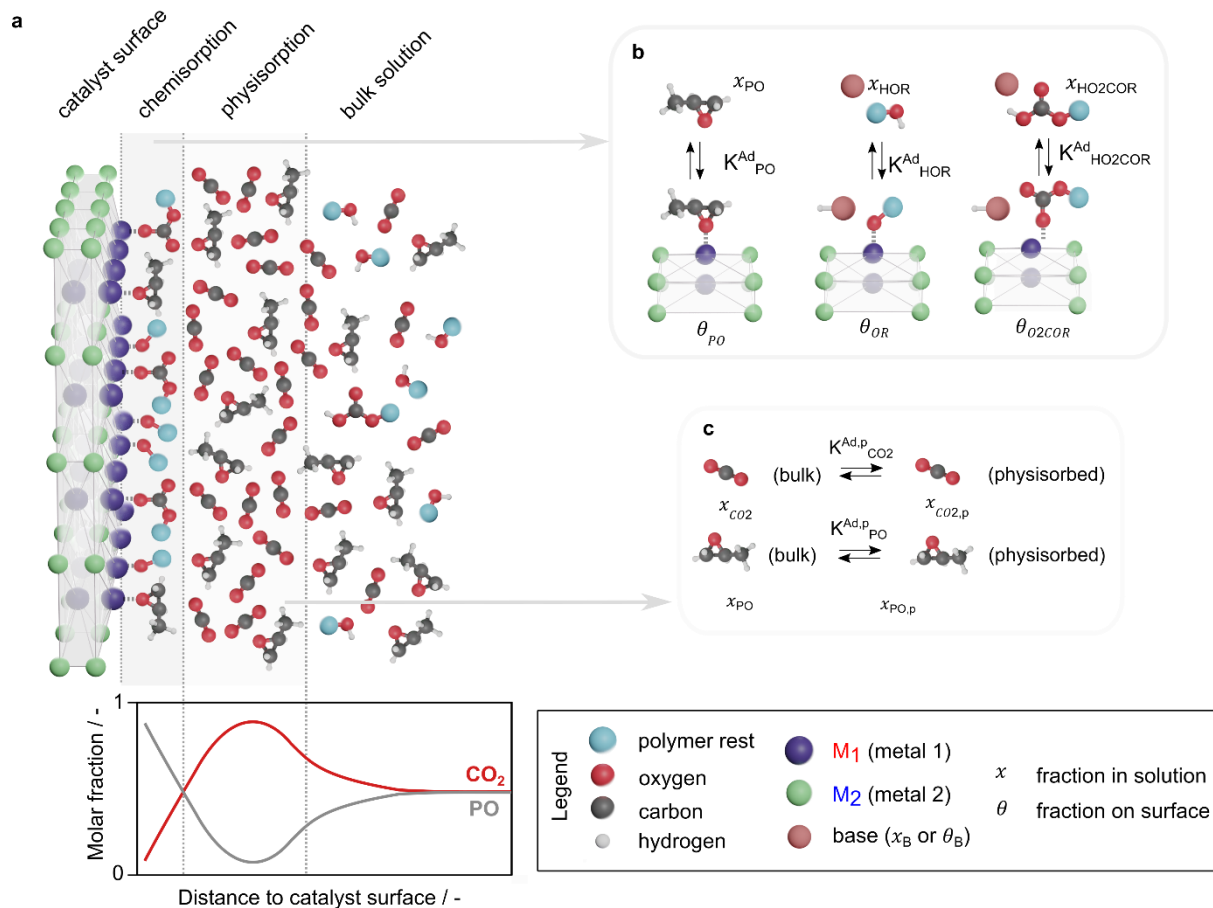 a
catalyst surface
chemisorption
physisorption
bulk solution
b
x_PO
x_HOR
x_HO2COR
K^Ad_PO
K^Ad_HOR
K^Ad_HO2COR
θ_PO
θ_OR
θ_O2COR
c
K^Ad,p_CO2
(bulk)
(physisorbed)
x_CO2
x_CO2,p
K^Ad,p_PO
(bulk)
(physisorbed)
x_PO
x_PO,p
1
0
Molar fraction / -
CO₂
PO
Distance to catalyst surface / -
Legend
polymer rest
oxygen
carbon
hydrogen
M₁ (metal 1)
M₂ (metal 2)
base (x_B or θ_B)
x fraction in solution
θ fraction on surface